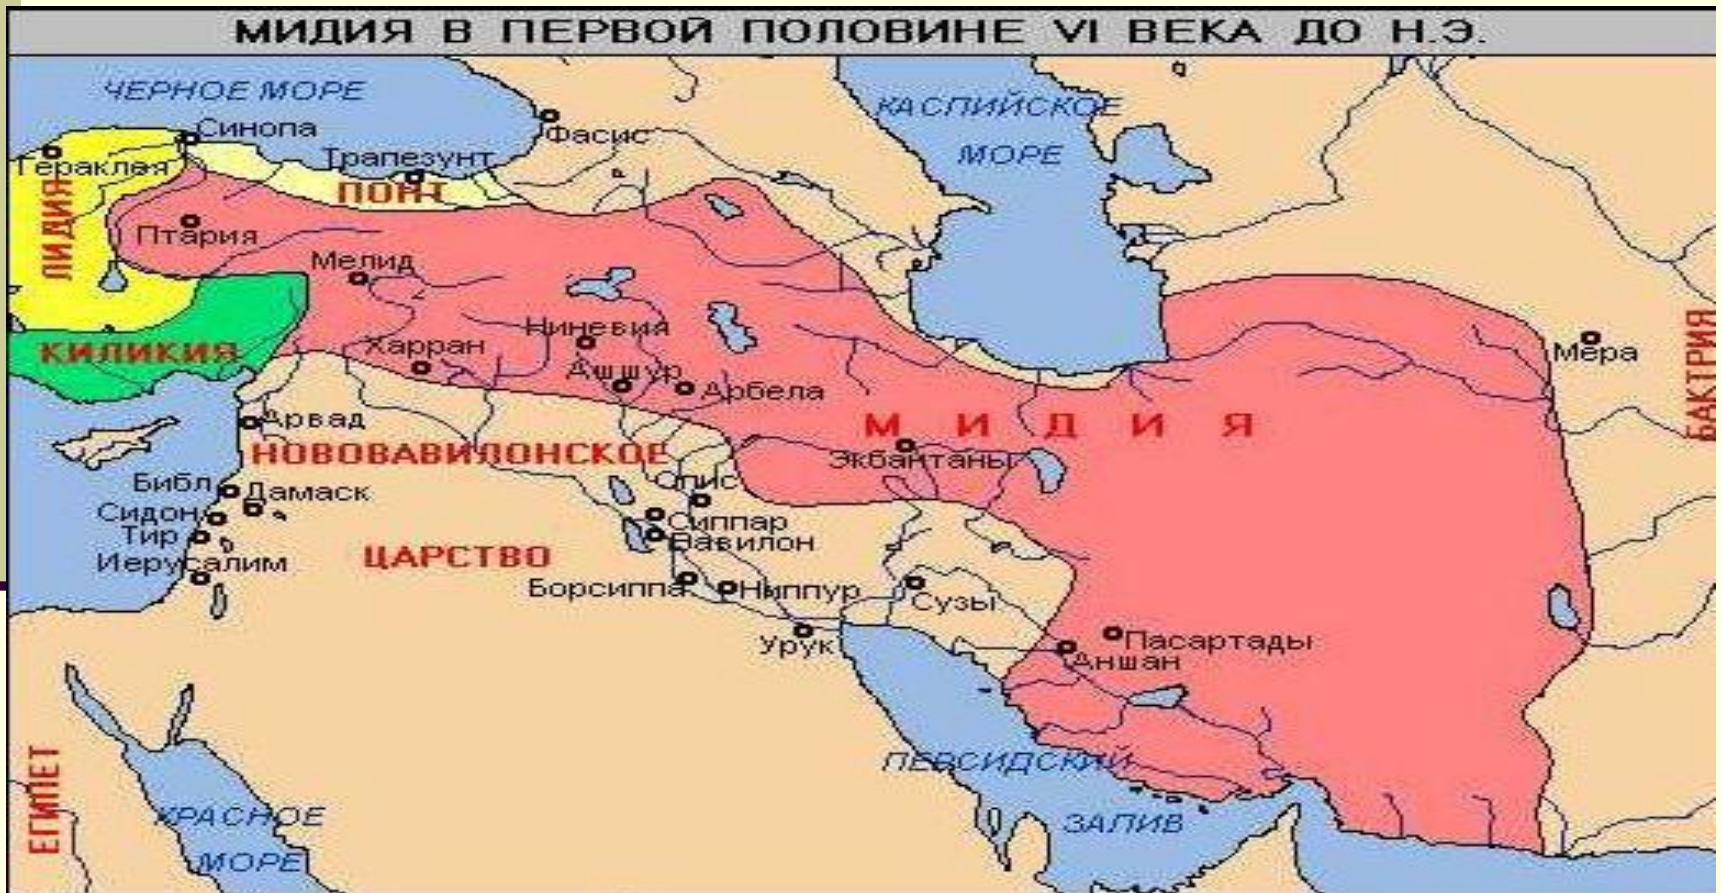 МИДИЯ В ПЕРВОЙ ПОЛОВИНЕ VI ВЕКА ДО Н.Э.
ЧЕРНОЕ МОРЕ
КАСПИЙСКОЕ
МОРЕ
Синопа
Фасис
Гераклея
Трапезунт
ПОНТ
ЛИДИЯ
Птария
Мелид
Ниневия
Харран
КИЛИКИЯ
Ашшур
Арбела
Мера
БАКТРИЯ
Арвад
М И Д И Я
НОВОВАВИЛОНСКОЕ
Экбантаны
Библ
Дамаск
Опис
Сидон
Сиппар
Тир
Вавилон
ЦАРСТВО
Иерусалим
Борсиппа
Ниппур
Сузы
Урук
Пасартады
Аншан
ЕГИПЕТ
ПЕРСИДСКИЙ
ЗАЛИВ
КРАСНОЕ
МОРЕ